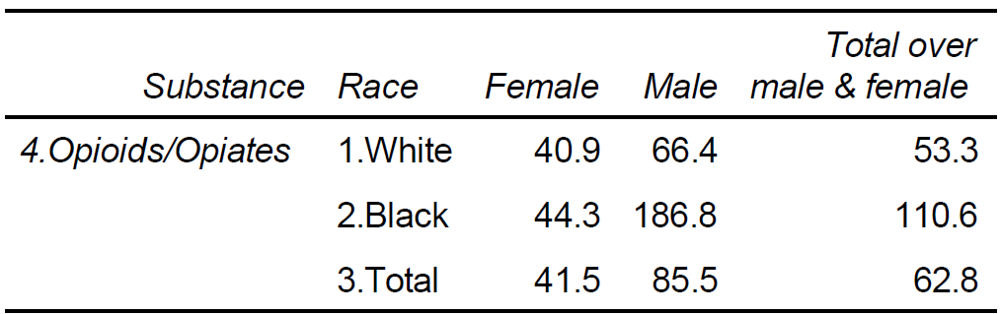 Total over
Substance Race Female Male male & female
4.Opioids/Opiates 1.White 40.9 66.4 53.3
2.Black 44.3 186.8 110.6
3.Total 41.5 85.5 62.8